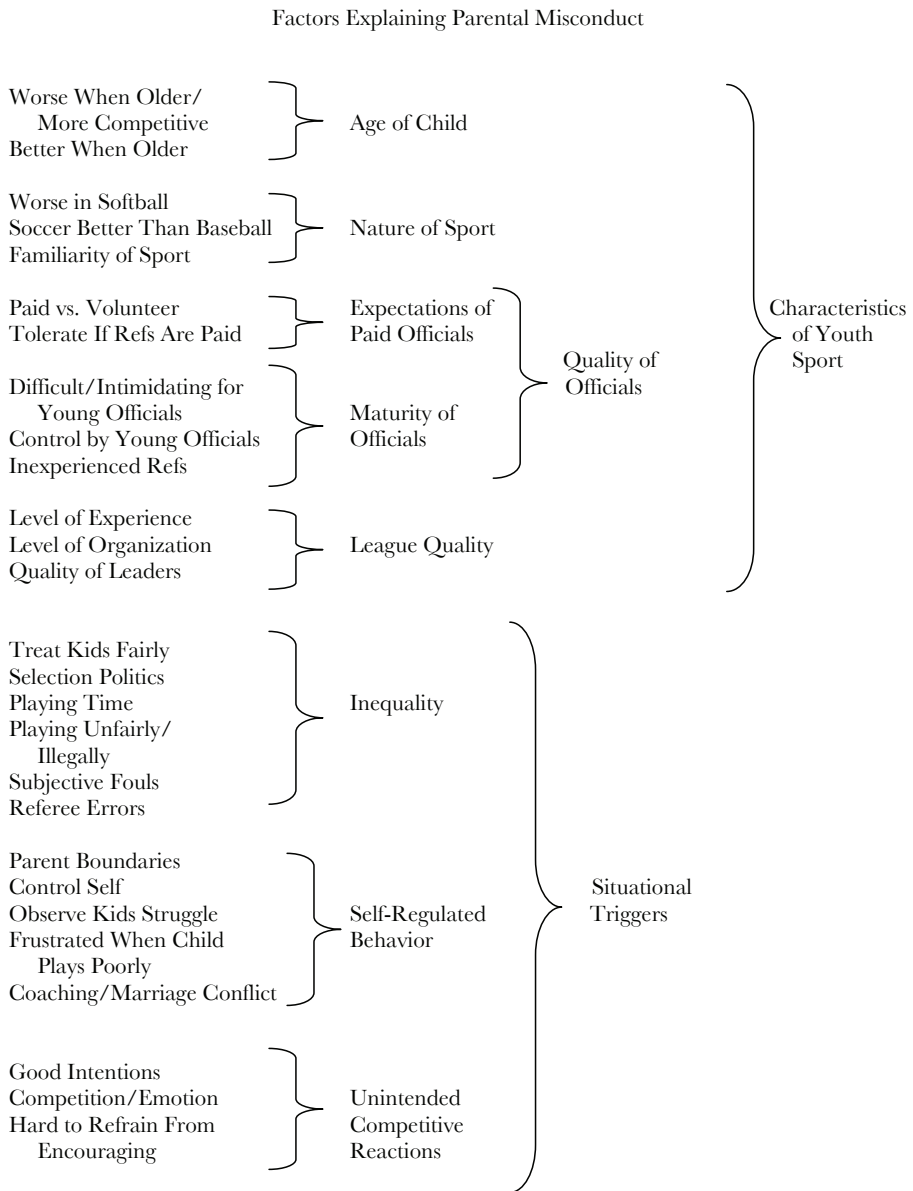 Factors Explaining Parental Misconduct
Worse When Older/
More Competitive
Better When Older
Age of Child
Worse in Softball
Soccer Better Than Baseball
Familiarity of Sport
Nature of Sport
Paid vs. Volunteer
Tolerate If Refs Are Paid
Expectations of
Paid Officials
Difficult/Intimidating for
Young Officials
Control by Young Officials
Inexperienced Refs
Maturity of
Officials
Quality of
Officials
Level of Experience
Level of Organization
Quality of Leaders
League Quality
Characteristics
of Youth
Sport
Treat Kids Fairly
Selection Politics
Playing Time
Playing Unfairly/
Illegally
Subjective Fouls
Referee Errors
Inequality
Parent Boundaries
Control Self
Observe Kids Struggle
Frustrated When Child
Plays Poorly
Coaching/Marriage Conflict
Self-Regulated
Behavior
Good Intentions
Competition/Emotion
Hard to Refrain From
Encouraging
Unintended
Competitive
Reactions
Situational
Triggers